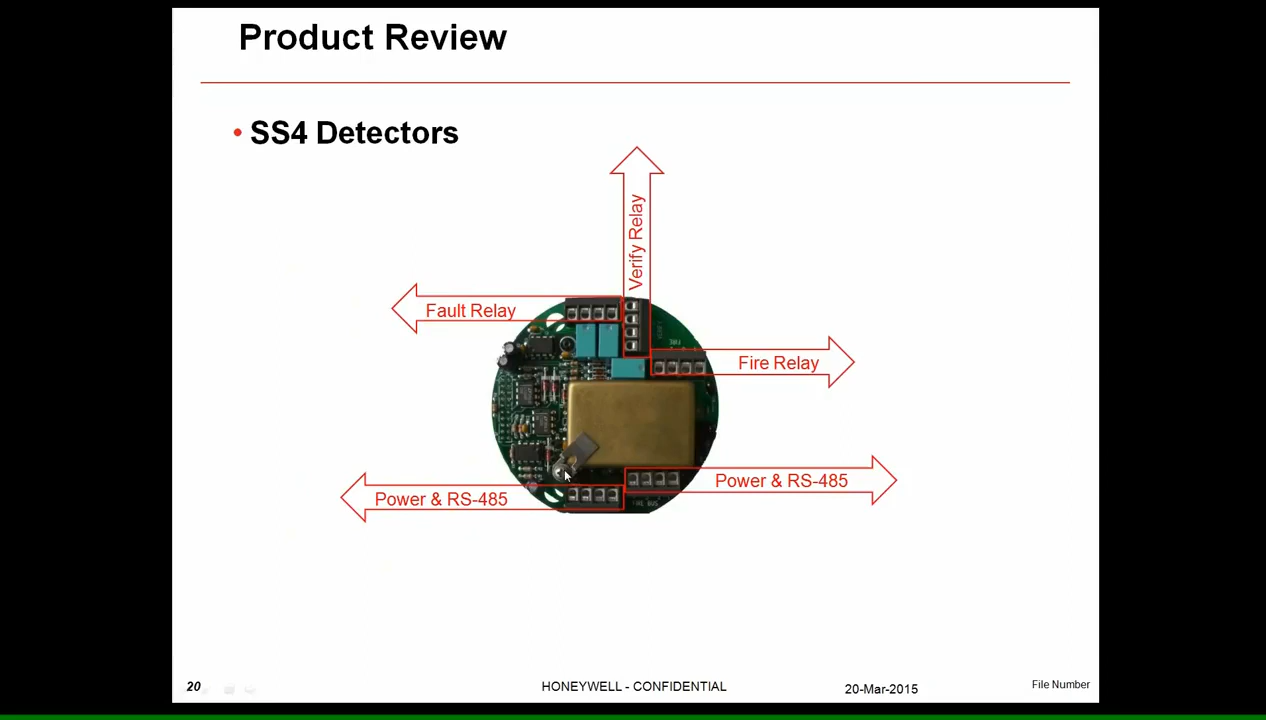 Product Review
• SS4 Detectors
Verify Relay
Fault Relay
FIRE
Fire Relay
Power & RS-485
Power & RS-485
20
HONEYWELL - CONFIDENTIAL
20-Mar-2015
File Number